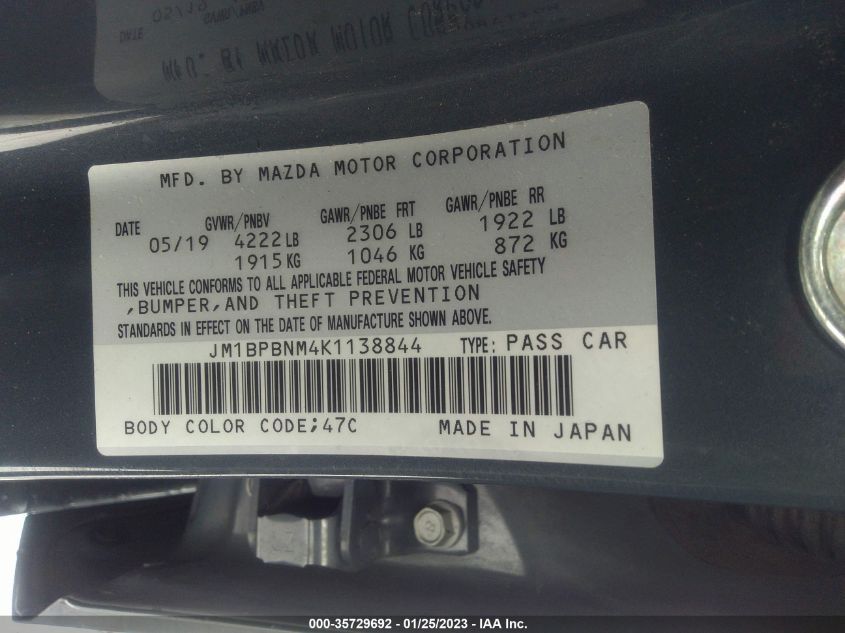 MFD. BY MAZDA MOTOR CORPORATION
DATE GVWR/PNBV GAWR/PNBE FRT GAWR/PNBE RR
05/19 4222 LB 2306 LB 1922 LB
1915 KG 1046 KG 872 KG
THIS VEHICLE CONFORMS TO ALL APPLICABLE FEDERAL MOTOR VEHICLE SAFETY
,BUMPER,AND THEFT PREVENTION
STANDARDS IN EFFECT ON THE DATE OF MANUFACTURE SHOWN ABOVE.
JM1BPBNM4K1138844 TYPE: PASS CAR
BODY COLOR CODE;47C MADE IN JAPAN
000-35729692 - 01/25/2023 - IAA Inc.